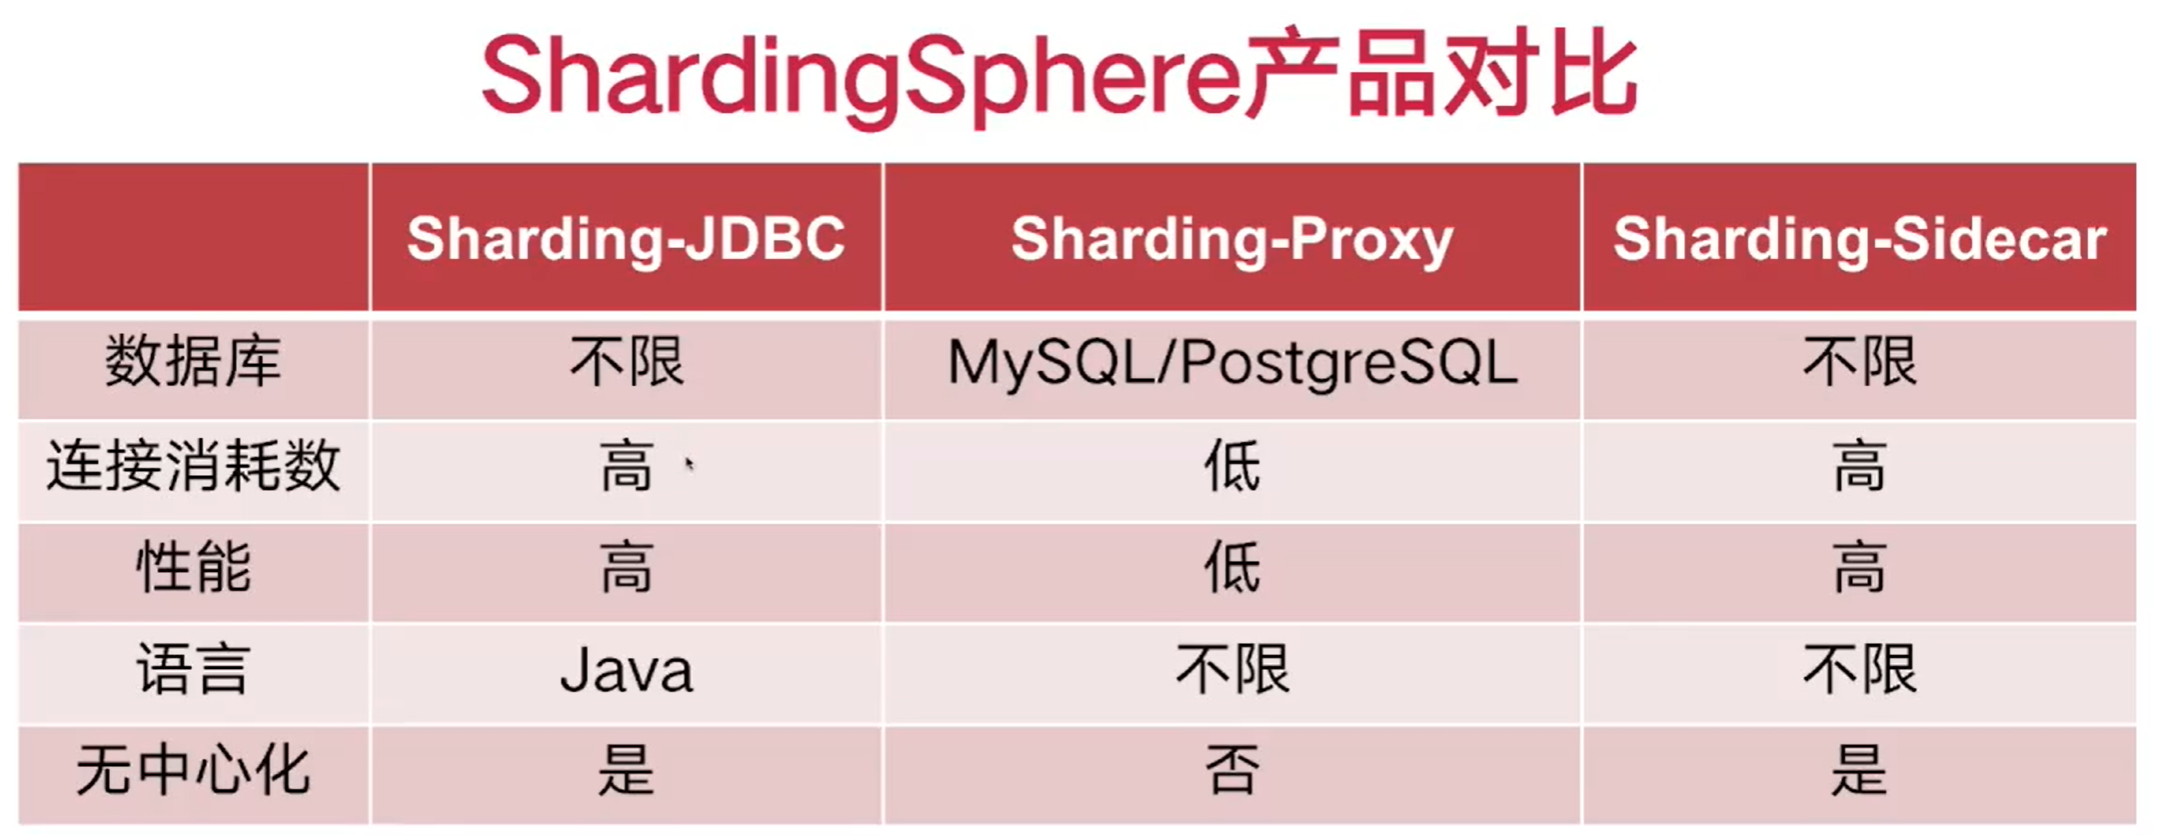 ShardingSphere产品对比
Sharding-JDBC Sharding-Proxy Sharding-Sidecar
数据库 不限 MySQL/PostgreSQL 不限
连接消耗数 高 低 高
性能 高 低 高
语言 Java 不限 不限
无中心化 是 否 是